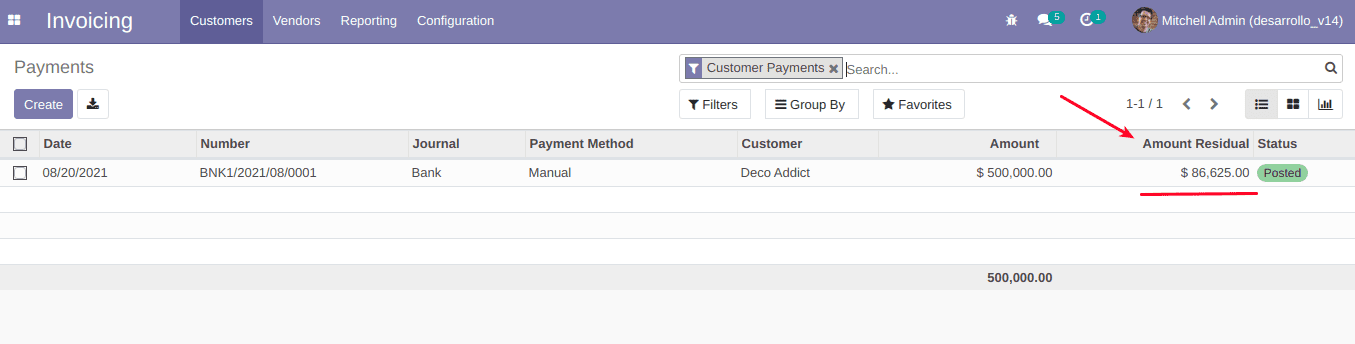 Invoicing Customers Vendors Reporting Configuration 5 1 Mitchell Admin (desarrollo_v14)
Payments Customer Payments Search...
Create Filters Group By Favorites 1-1 / 1
Date Number Journal Payment Method Customer Amount Amount Residual Status
08/20/2021 BNK1/2021/08/0001 Bank Manual Deco Addict $ 500,000.00 $ 86,625.00 Posted
500,000.00